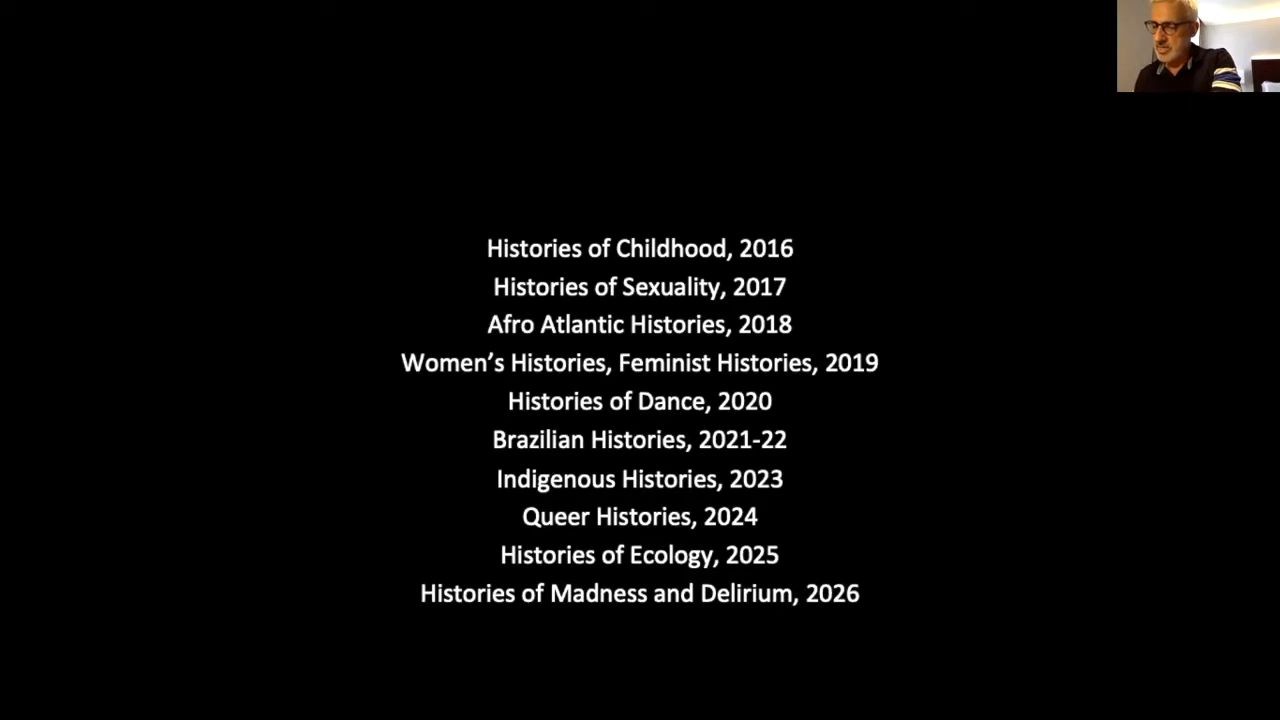 Histories of Childhood, 2016
Histories of Sexuality, 2017
Afro Atlantic Histories, 2018
Women’s Histories, Feminist Histories, 2019
Histories of Dance, 2020
Brazilian Histories, 2021-22
Indigenous Histories, 2023
Queer Histories, 2024
Histories of Ecology, 2025
Histories of Madness and Delirium, 2026